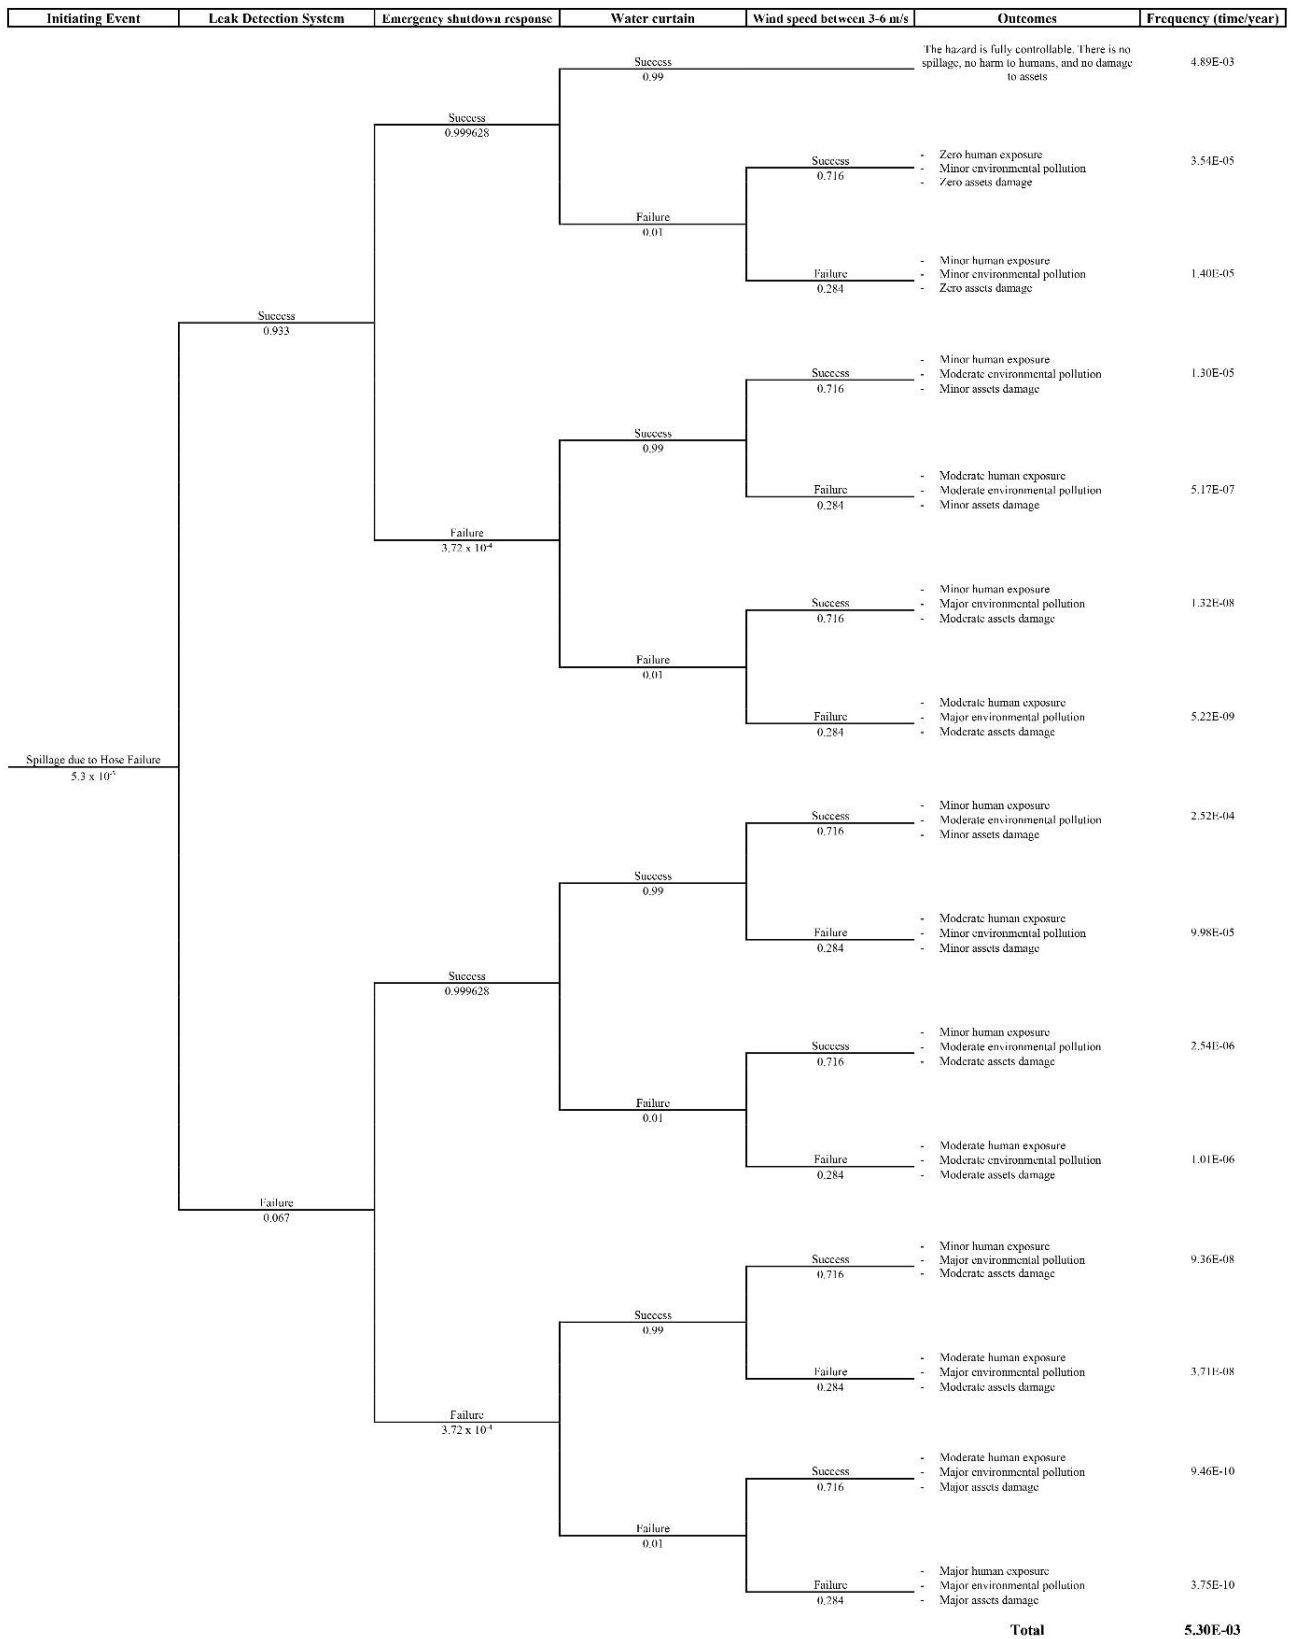 Initiating Event Leak Detection System Emergency shutdown response Water curtain Wind speed between 3-6 m/s Outcomes Frequency (time/year)
Success
0.99
The hazard is fully controllable. There is no
spillage, no harm to humans, and no damage
to assets
4.89E-03
Success
0.999628
Success
0.716
- Zero human exposure
- Minor environmental pollution
- Zero assets damage
3.54E-05
Failure
0.01
Failure
0.284
- Minor human exposure
- Minor environmental pollution
- Zero assets damage
1.40E-05
Success
0.933
Success
0.716
- Minor human exposure
- Moderate environmental pollution
- Minor assets damage
1.30E-05
Success
0.99
Failure
0.284
- Moderate human exposure
- Moderate environmental pollution
- Minor assets damage
5.17E-07
Failure
3.72 x 10-4
Success
0.716
- Minor human exposure
- Major environmental pollution
- Moderate assets damage
1.32E-08
Failure
0.01
Failure
0.284
- Moderate human exposure
- Major environmental pollution
- Moderate assets damage
5.22E-09
Spillage due to Hose Failure
5.3 x 10-3
Success
0.716
- Minor human exposure
- Moderate environmental pollution
- Minor assets damage
2.52E-04
Success
0.99
Failure
0.284
- Moderate human exposure
- Minor environmental pollution
- Minor assets damage
9.98E-05
Success
0.999628
Success
0.716
- Minor human exposure
- Moderate environmental pollution
- Moderate assets damage
2.54E-06
Failure
0.01
Failure
0.284
- Moderate human exposure
- Moderate environmental pollution
- Moderate assets damage
1.01E-06
Failure
0.067
Success
0.716
- Minor human exposure
- Major environmental pollution
- Moderate assets damage
9.36E-08
Success
0.99
Failure
0.284
- Moderate human exposure
- Major environmental pollution
- Moderate assets damage
3.71E-08
Failure
3.72 x 10-4
Success
0.716
- Moderate human exposure
- Major environmental pollution
- Major assets damage
9.46E-10
Failure
0.01
Failure
0.284
- Major human exposure
- Major environmental pollution
- Major assets damage
3.75E-10
Total 5.30E-03